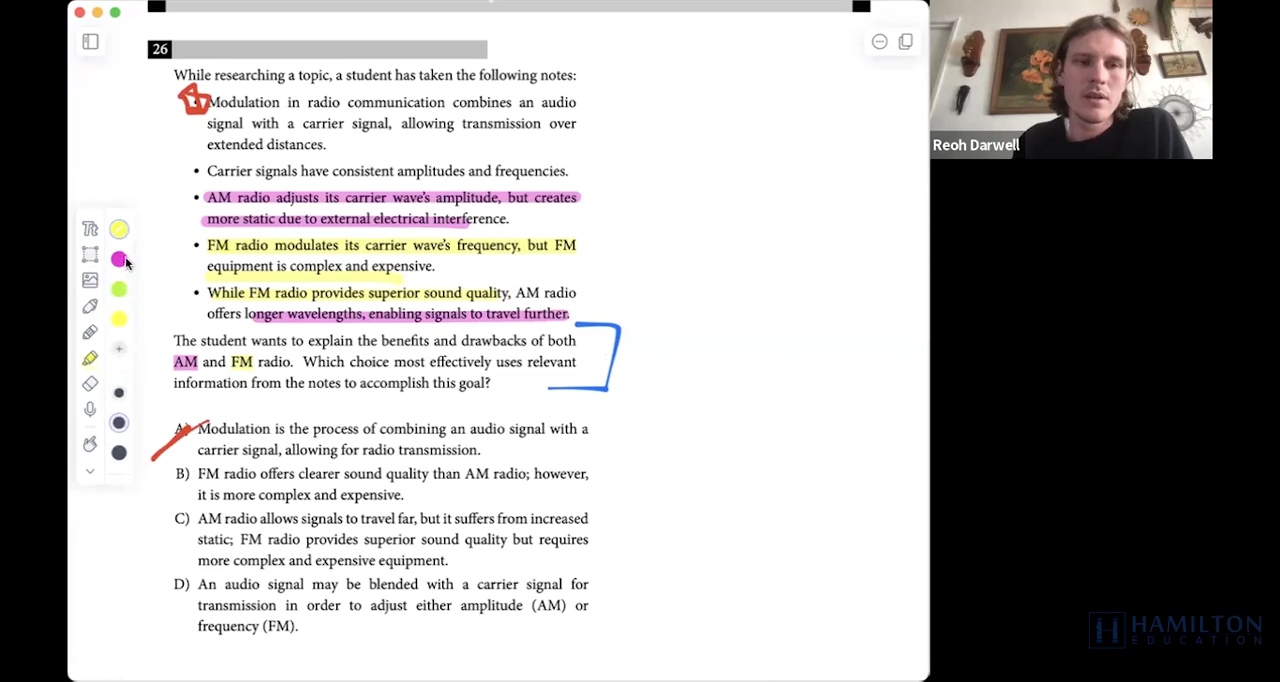 26
While researching a topic, a student has taken the following notes:
• Modulation in radio communication combines an audio
signal with a carrier signal, allowing transmission over
extended distances.
• Carrier signals have consistent amplitudes and frequencies.
• AM radio adjusts its carrier wave's amplitude, but creates
more static due to external electrical interference.
• FM radio modulates its carrier wave's frequency, but FM
equipment is complex and expensive.
• While FM radio provides superior sound quality, AM radio
offers longer wavelengths, enabling signals to travel further.
The student wants to explain the benefits and drawbacks of both
AM and FM radio. Which choice most effectively uses relevant
information from the notes to accomplish this goal?
A) Modulation is the process of combining an audio signal with a
carrier signal, allowing for radio transmission.
B) FM radio offers clearer sound quality than AM radio; however,
it is more complex and expensive.
C) AM radio allows signals to travel far, but it suffers from increased
static; FM radio provides superior sound quality but requires
more complex and expensive equipment.
D) An audio signal may be blended with a carrier signal for
transmission in order to adjust either amplitude (AM) or
frequency (FM).
Tt
Reoh Darwell
HAMILTON
EDUCATION